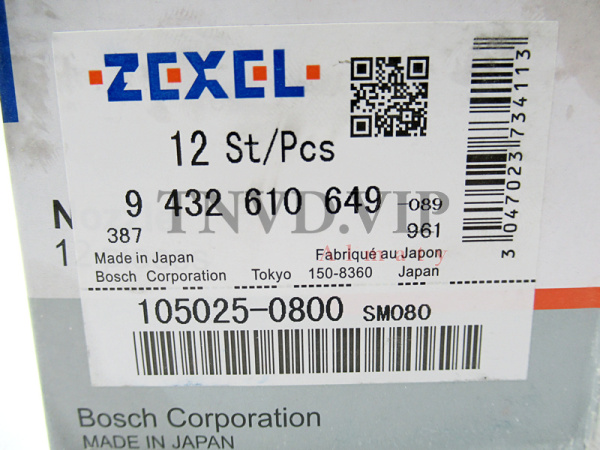 ZEXEL
12 St/Pcs
9 432 610 649 -089
387 961
Made in Japan Fabriqué au Japon
Bosch Corporation Tokyo 150-8360 Japan
105025-0800 SM080
3 047023 734113
TNVD.VIP
Almaty
Bosch Corporation
MADE IN JAPAN